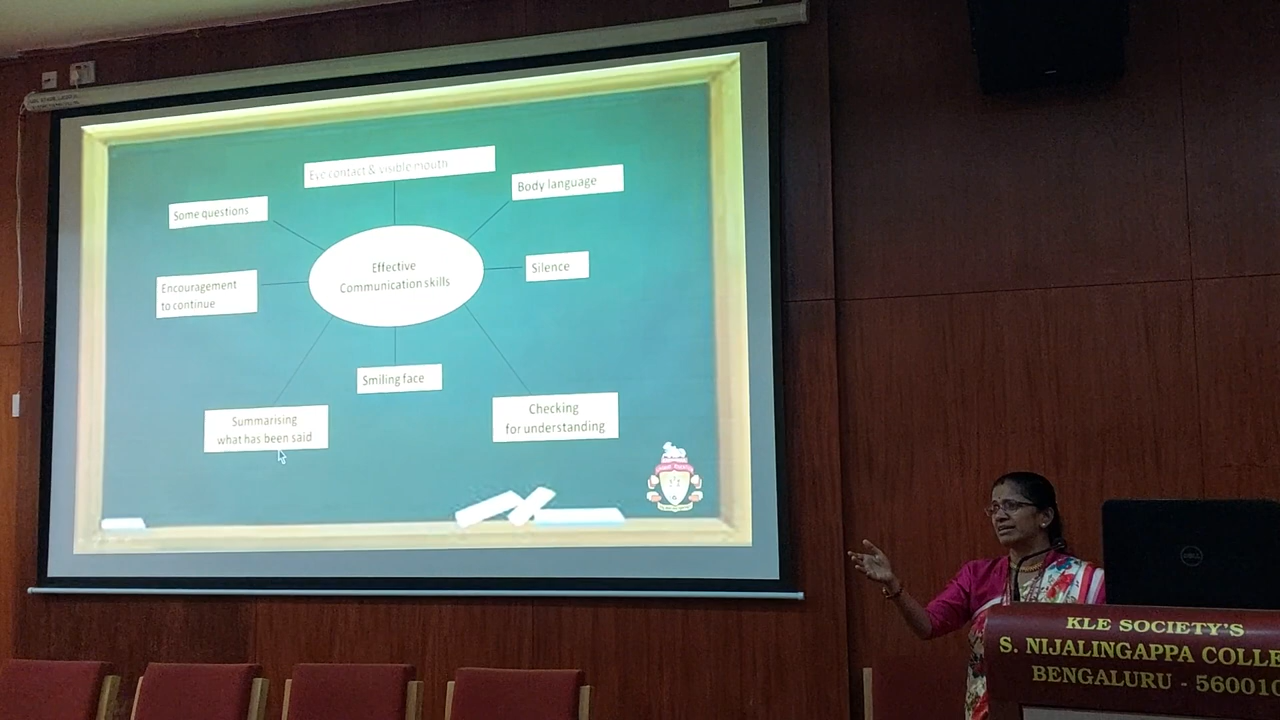 Eye contact & visible mouth
Body language
Some questions
Effective
Communication skills
Silence
Encouragement
to continue
Smiling face
Summarising
what has been said
Checking
for understanding
DELL
KLE SOCIETY'S
S. NIJALINGAPPA COLLE
BENGALURU - 56001